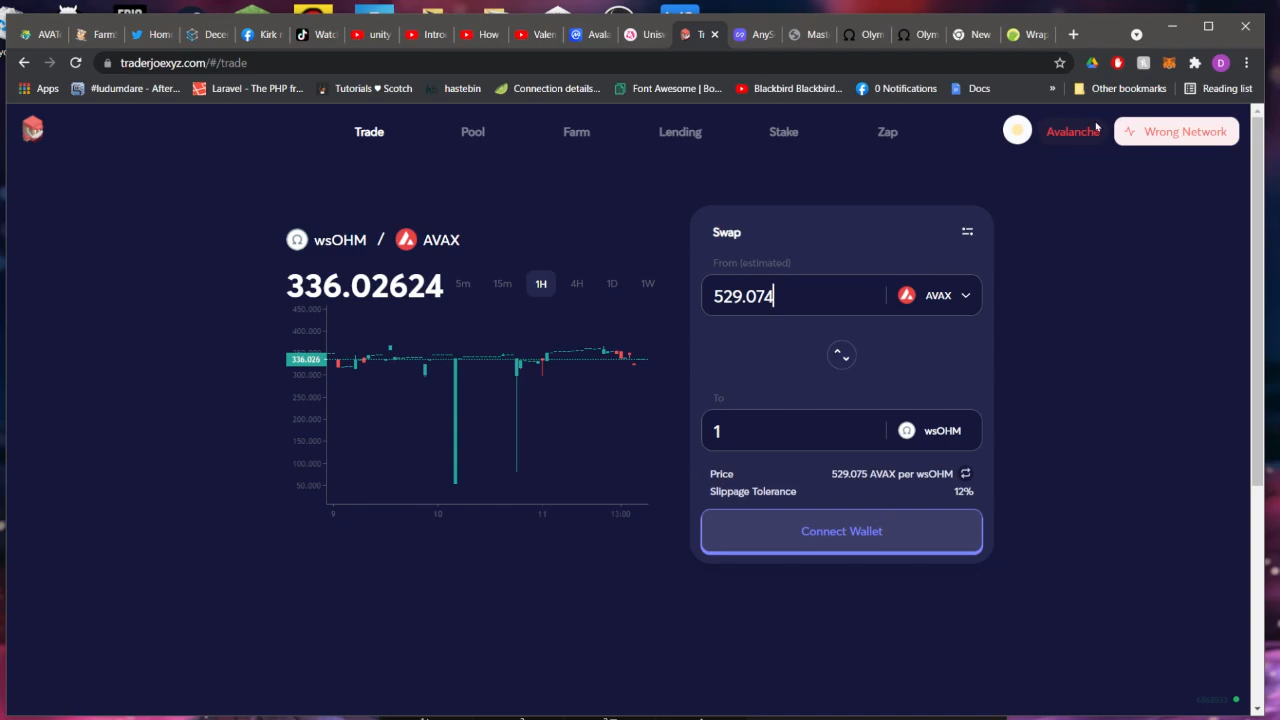 AVATa
Farm
Home
Dece
Kirk r
Watc
unity
Introc
How
Valen
Avala
Unisv
Tr
AnyS
Mast
Olym
Olym
New
Wrap
traderjoexyz.com/#/trade
Apps
#ludumdare - After...
Laravel - The PHP fr...
Tutorials ♥ Scotch
hastebin
Connection details...
Font Awesome | Bo...
Blackbird Blackbird...
0 Notifications
Docs
»
Other bookmarks
Reading list
Trade
Pool
Farm
Lending
Stake
Zap
Avalanche
Wrong Network
wsOHM / AVAX
336.02624
5m
15m
1H
4H
1D
1W
450.000
400.000
336.026
300.000
250.000
200.000
150.000
100.000
50.000
9
10
11
13:00
Swap
From (estimated)
529.074
AVAX
To
1
wsOHM
Price
529.075 AVAX per wsOHM
Slippage Tolerance
12%
Connect Wallet